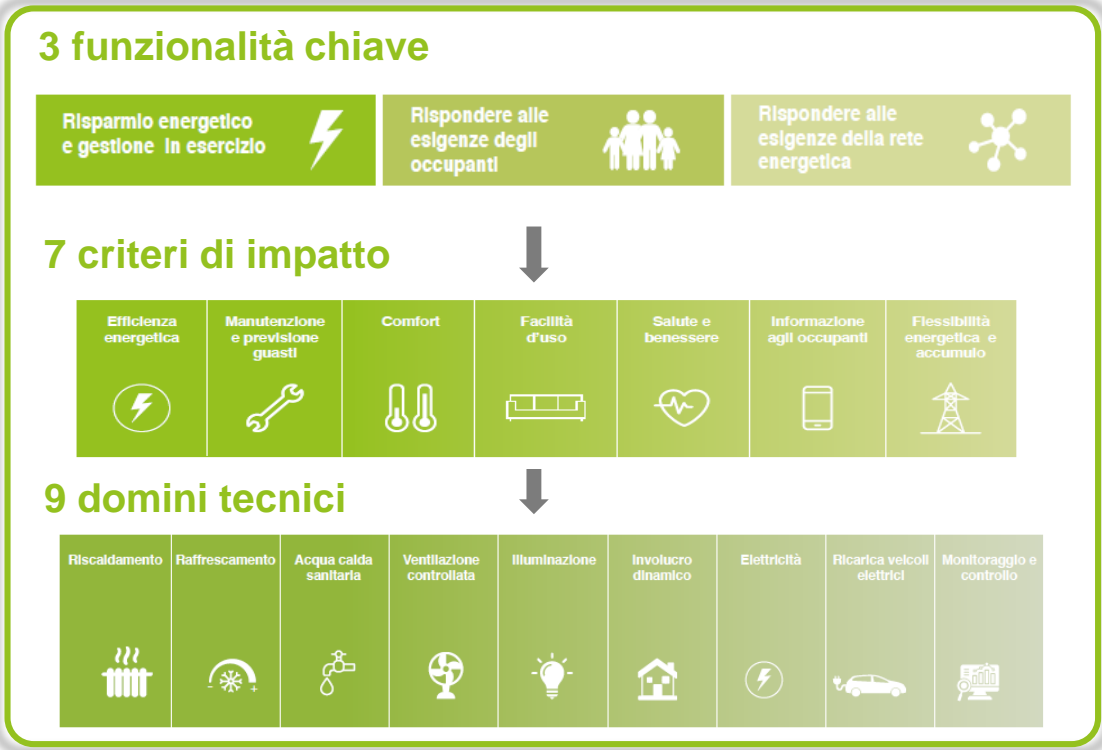 3 funzionalità chiave
Risparmio energetico
e gestione in esercizio
Rispondere alle
esigenze degli
occupanti
Rispondere alle
esigenze della rete
energetica
7 criteri di impatto
Efficienza
energetica
Manutenzione
e previsione
guasti
Comfort
Facilità
d'uso
Salute e
benessere
Informazione
agli occupanti
Flessibilità
energetica e
accumulo
9 domini tecnici
Riscaldamento
Raffrescamento
Acqua calda
sanitaria
Ventilazione
controllata
Illuminazione
Involucro
dinamico
Elettricità
Ricarica veicoli
elettrici
Monitoraggio e
controllo